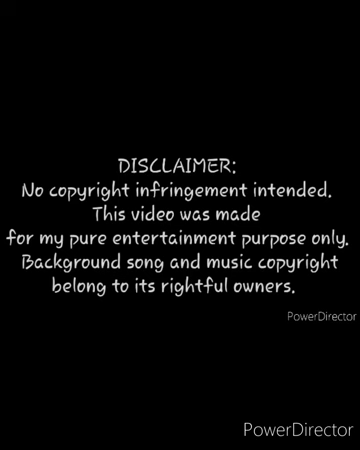 DISCLAIMER:
No copyright infringement intended.
This video was made
for my pure entertainment purpose only.
Background song and music copyright
belong to its rightful owners.
PowerDirector
PowerDirector